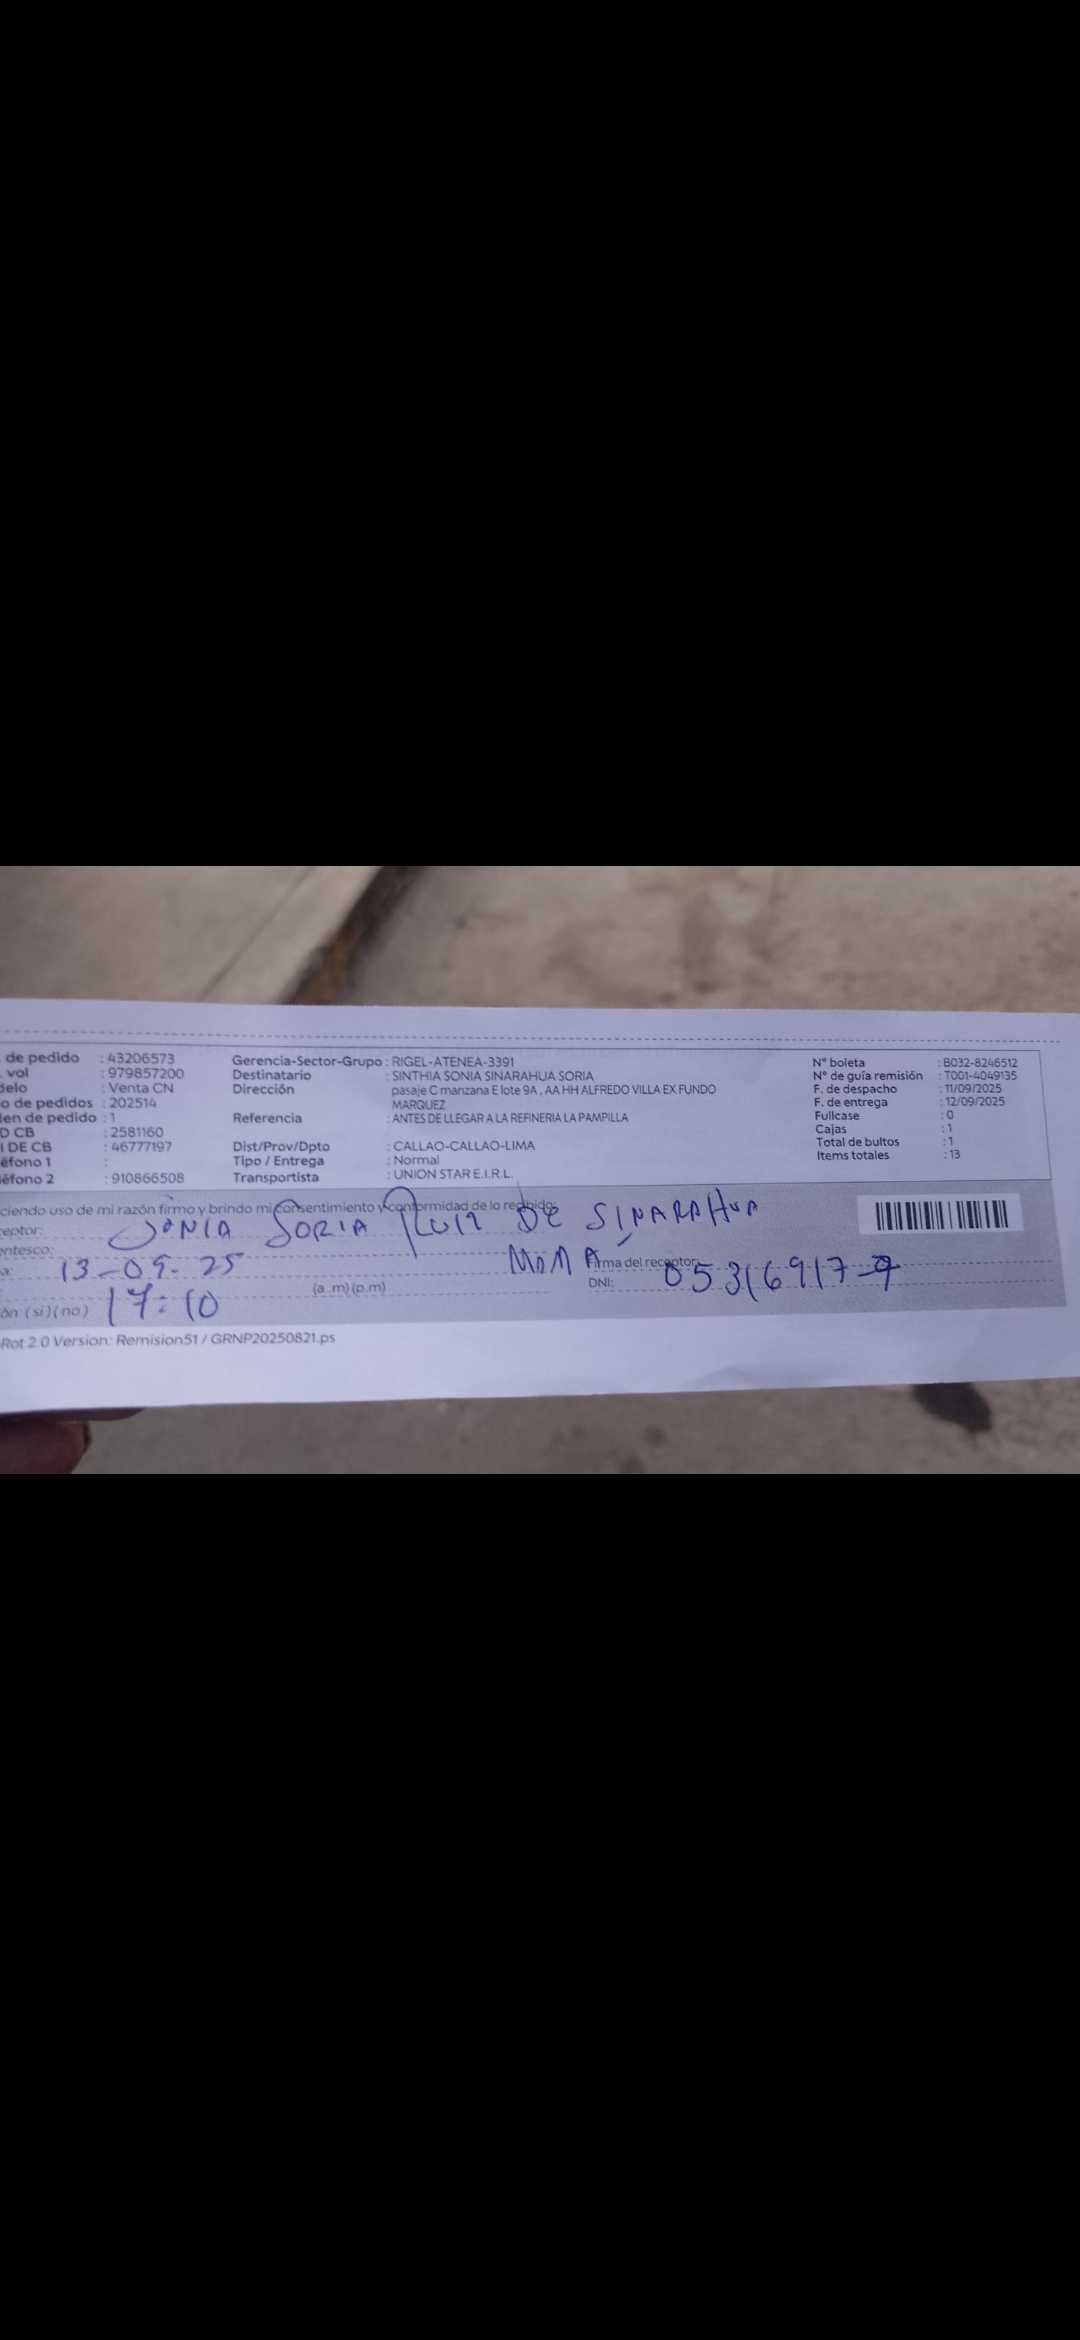 de pedido : 43206573
vol : 979857200
delo : Venta CN
o de pedidos : 202514
en de pedido : 1
D CB : 2581160
I DE CB : 46777197
éfono 1 :
éfono 2 : 910866508
Gerencia-Sector-Grupo : RIGEL-ATENEA-3391
Destinatario : SINTHIA SONIA SINARAHUA SORIA
Dirección pasaje C manzana E lote 9A , AA HH ALFREDO VILLA EX FUNDO
MARQUEZ
Referencia : ANTES DE LLEGAR A LA REFINERIA LA PAMPILLA
Dist/Prov/Dpto : CALLAO-CALLAO-LIMA
Tipo / Entrega : Normal
Transportista : UNION STAR E.I.R.L.
N° boleta : B032-8246512
N° de guía remisión : T001-4049135
F. de despacho : 11/09/2025
F. de entrega : 12/09/2025
Fullcase : 0
Cajas : 1
Total de bultos : 1
Items totales : 13
ciendo uso de mi razón firmo y brindo mi consentimiento y conformidad de lo recibido:
eptor: SONIA SORIA RUIZ DE SINARAHUA
entesco: MAMA
a: 13-09-25
(a .m) (p.m)
Firma del receptor:
DNI: 05316917-9
ón (si) (no) 17:10
Rot 2.0 Version: Remision51 / GRNP20250821.ps